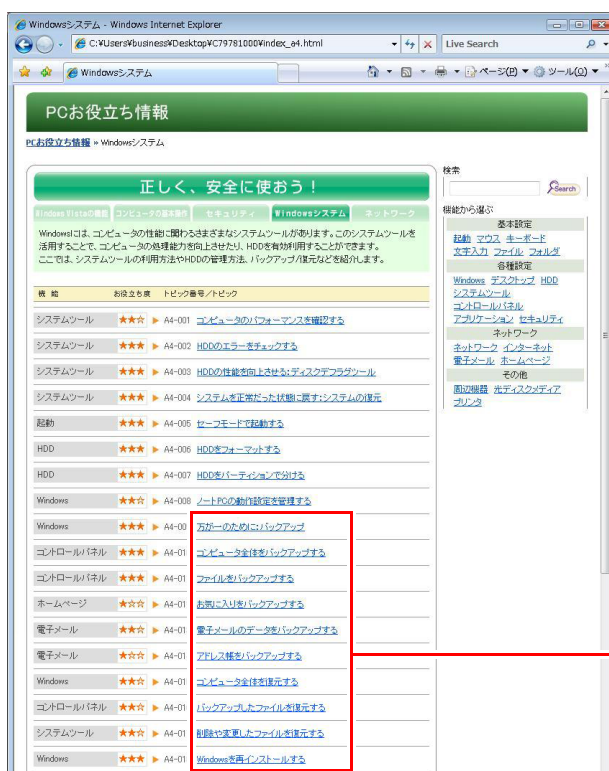 Windowsシステム - Windows Internet Explorer
C:¥Users¥business¥Desktop¥C79781000¥index_a4.html
Live Search
Windowsシステム
ページ(P)
ツール(O)
PCお役立ち情報
PCお役立ち情報 » Windowsシステム
正しく、安全に使おう！
Windows Vistaの機能 コンピュータの基本操作 セキュリティ Windowsシステム ネットワーク
Windowsには、コンピュータの性能に関わるさまざまなシステムツールがあります。このシステムツールを
活用することで、コンピュータの処理能力を向上させたり、HDDを有効利用することができます。
ここでは、システムツールの利用方法やHDDの管理方法、バックアップ/復元などを紹介します。
機 能 お役立ち度 トピック番号/トピック
システムツール ★★☆ ▶ A4-001 コンピュータのパフォーマンスを確認する
システムツール ★★★ ▶ A4-002 HDDのエラーをチェックする
システムツール ★★★ ▶ A4-003 HDDの性能を向上させる:ディスクデフラグツール
システムツール ★★★ ▶ A4-004 システムを正常だった状態に戻す:システムの復元
起動 ★★★ ▶ A4-005 セーフモードで起動する
HDD ★★★ ▶ A4-006 HDDをフォーマットする
HDD ★★★ ▶ A4-007 HDDをパーティションで分ける
Windows ★★☆ ▶ A4-008 ノートPCの動作設定を管理する
Windows ★★☆ ▶ A4-00 万が一のために:バックアップ
コントロールパネル ★★★ ▶ A4-01 コンピュータ全体をバックアップする
コントロールパネル ★★★ ▶ A4-01 ファイルをバックアップする
ホームページ ★☆☆ ▶ A4-01 お気に入りをバックアップする
電子メール ★★☆ ▶ A4-01 電子メールのデータをバックアップする
電子メール ★☆☆ ▶ A4-01 アドレス帳をバックアップする
Windows ★★☆ ▶ A4-01 コンピュータ全体を復元する
コントロールパネル ★★☆ ▶ A4-01 バックアップしたファイルを復元する
システムツール ★★☆ ▶ A4-01 削除や変更したファイルを復元する
Windows ★★☆ ▶ A4-01 Windowsを再インストールする
検索
Search
機能から選ぶ
基本設定
起動 マウス キーボード
文字入力 ファイル フォルダ
各種設定
Windows デスクトップ HDD
システムツール
コントロールパネル
アプリケーション セキュリティ
ネットワーク
ネットワーク インターネット
電子メール ホームページ
その他
周辺機器 光ディスクメディア
プリンタ